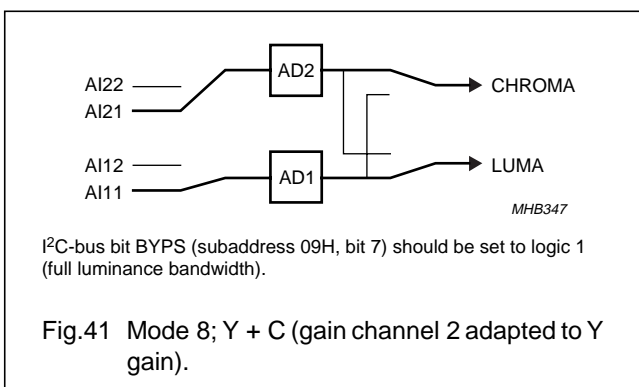 AI22
AI21
AD2
CHROMA
AI12
AI11
AD1
LUMA
MHB347
I²C-bus bit BYPS (subaddress 09H, bit 7) should be set to logic 1
(full luminance bandwidth).
Fig.41 Mode 8; Y + C (gain channel 2 adapted to Y
gain).